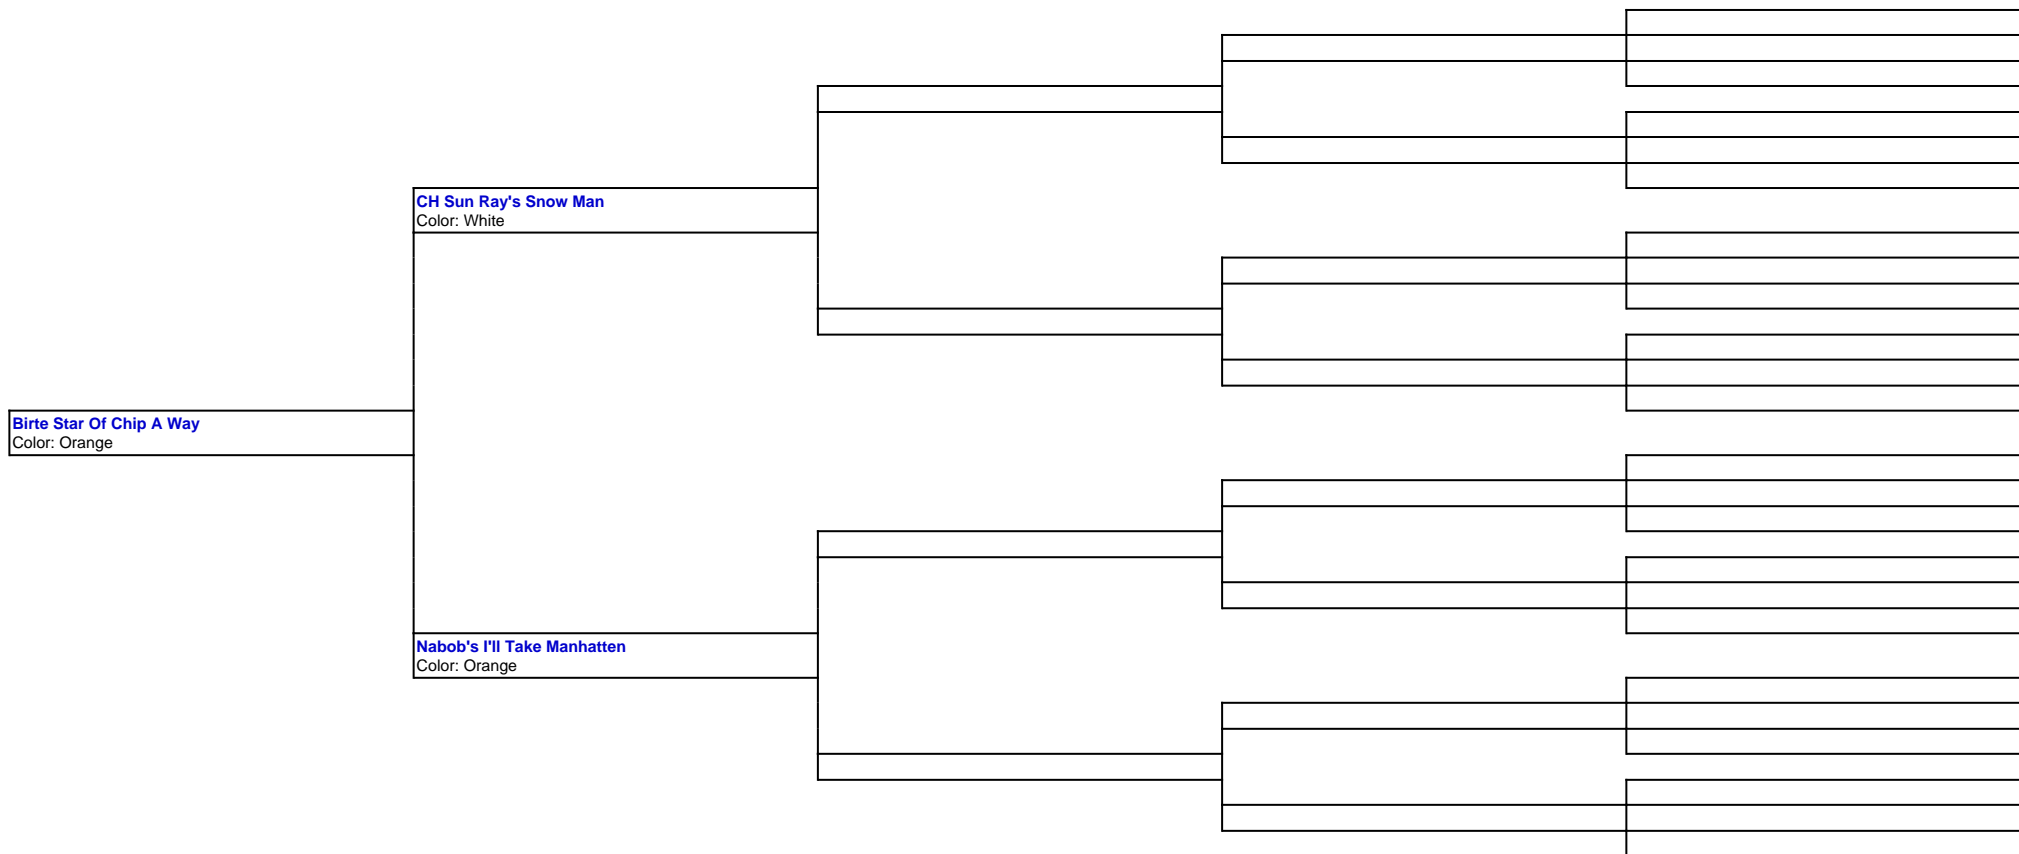 CH Sun Ray's Snow Man
Color: White
Birte Star Of Chip A Way
Color: Orange
Nabob's I'll Take Manhatten
Color: Orange